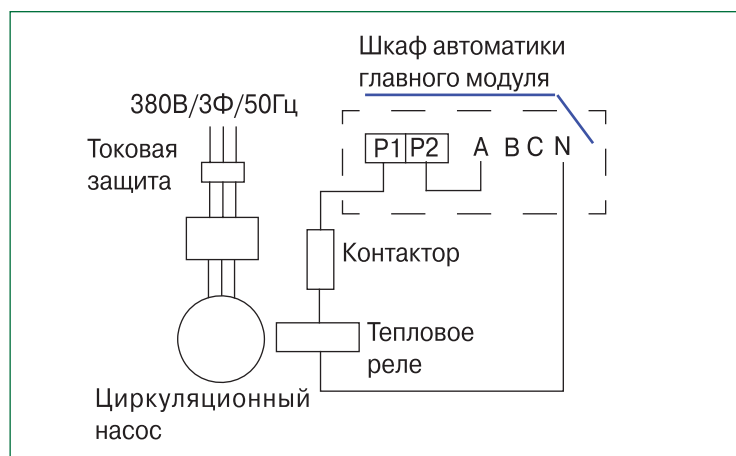 Шкаф автоматики
главного модуля
380В/3Ф/50Гц
Токовая
защита
P1 P2 A B C N
Контактор
Тепловое
реле
Циркуляционный
насос